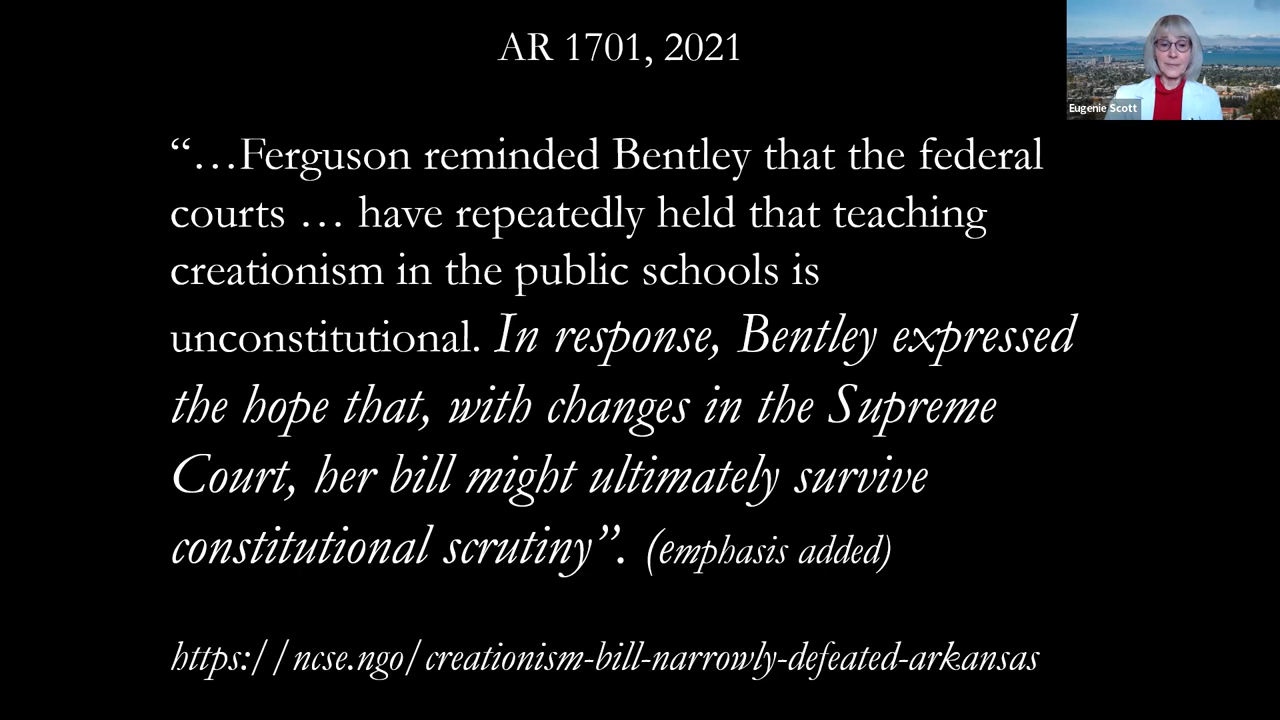 AR 1701, 2021
Eugenie Scott
“…Ferguson reminded Bentley that the federal
courts … have repeatedly held that teaching
creationism in the public schools is
unconstitutional. In response, Bentley expressed
the hope that, with changes in the Supreme
Court, her bill might ultimately survive
constitutional scrutiny”. (emphasis added)
https://ncse.ngo/creationism-bill-narrowly-defeated-arkansas